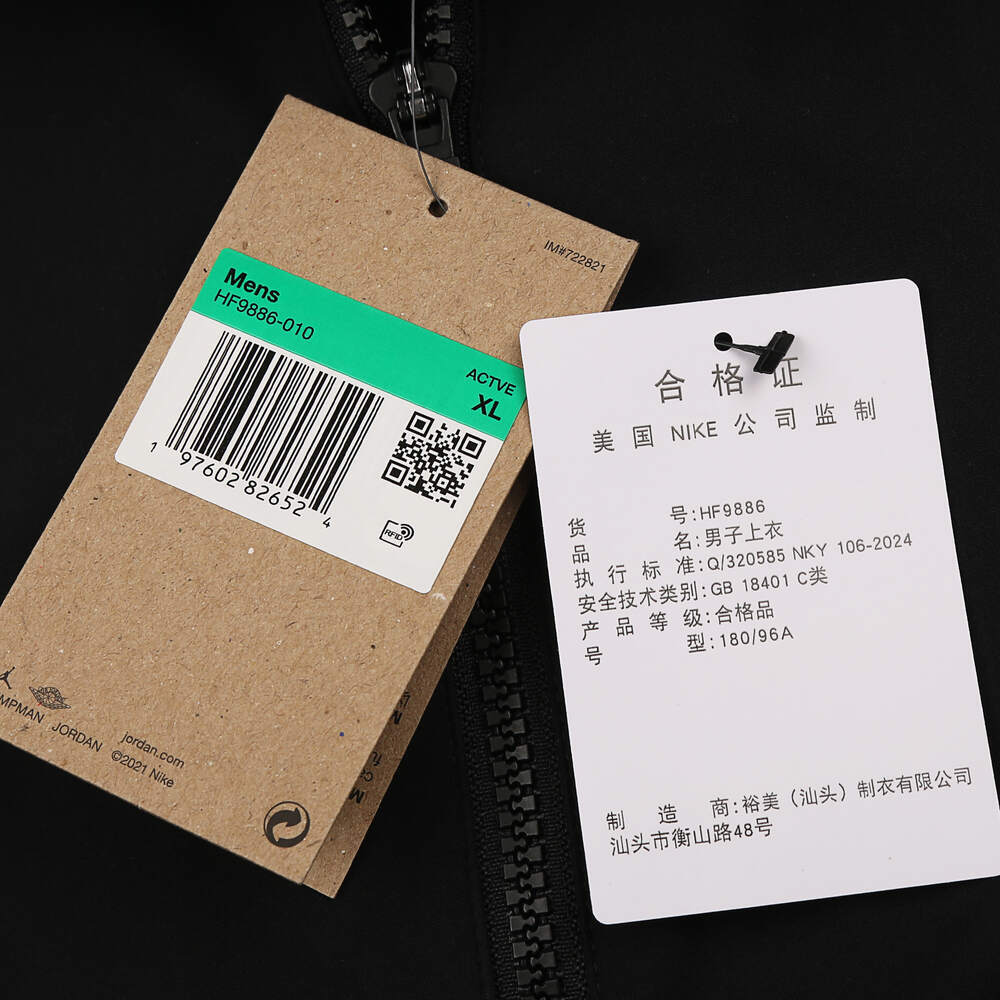 IM#722821
Mens
HF9886-010
ACTVE
XL
1 97602 82652 4
RFID
JORDAN
jordan.com
©2021 Nike
合格证
美国 NIKE 公司监制
货 号:HF9886
品 名:男子上衣
执行标准:Q/320585 NKY 106-2024
安全技术类别:GB 18401 C类
产品等级:合格品
号 型:180/96A
制造商:裕美（汕头）制衣有限公司
汕头市衡山路48号